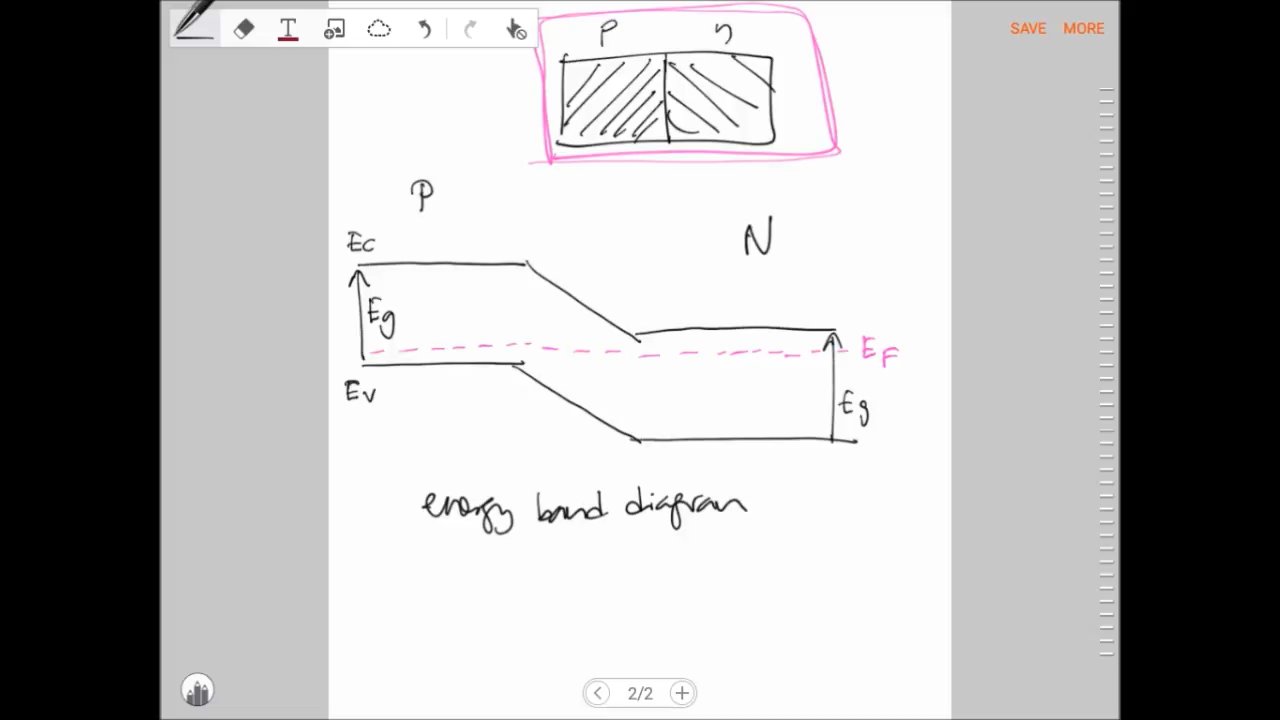 T
SAVE MORE
P n
P
N
Ec
Eg
EF
Ev
Eg
energy band diagram
2/2